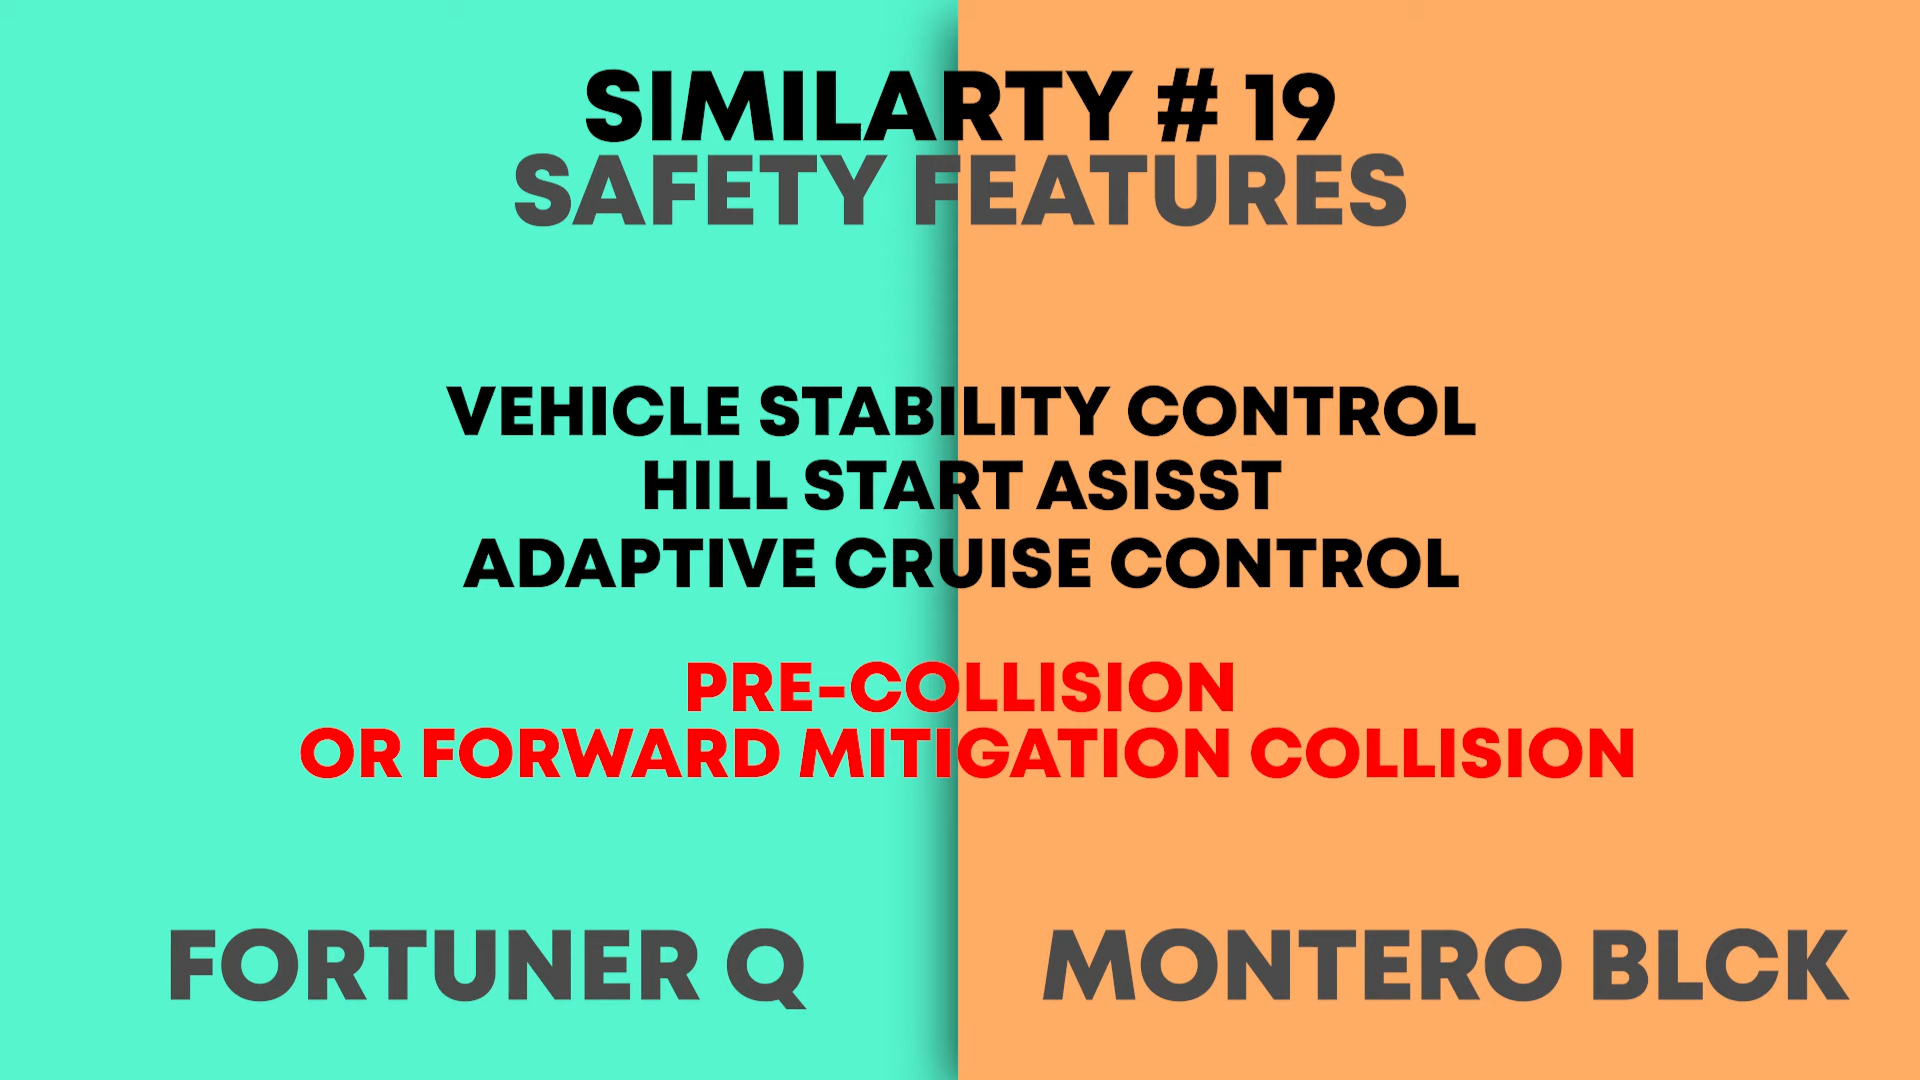 SIMILARTY # 19
SAFETY FEATURES
VEHICLE STABILITY CONTROL
HILL START ASISST
ADAPTIVE CRUISE CONTROL
PRE-COLLISION
OR FORWARD MITIGATION COLLISION
FORTUNER Q
MONTERO BLCK